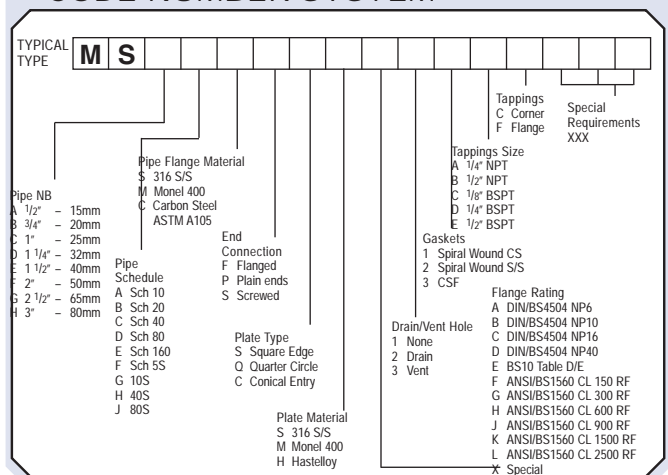 CODE NUMBER SYSTEM
TYPICAL
TYPE
M S
Tappings
C Corner
F Flange
Special
Requirements
XXX
Pipe Flange Material
S 316 S/S
M Monel 400
C Carbon Steel
ASTM A105
Tappings Size
A 1/4" NPT
B 1/2" NPT
C 1/8" BSPT
D 1/4" BSPT
E 1/2" BSPT
Pipe NB
A 1/2" – 15mm
B 3/4" – 20mm
C 1" – 25mm
D 1 1/4" – 32mm
E 1 1/2" – 40mm
F 2" – 50mm
G 2 1/2" – 65mm
H 3" – 80mm
End
Connection
F Flanged
P Plain ends
S Screwed
Gaskets
1 Spiral Wound CS
2 Spiral Wound S/S
3 CSF
Pipe
Schedule
A Sch 10
B Sch 20
C Sch 40
D Sch 80
E Sch 160
F Sch 5S
G 10S
H 40S
J 80S
Flange Rating
A DIN/BS4504 NP6
B DIN/BS4504 NP10
C DIN/BS4504 NP16
D DIN/BS4504 NP40
E BS10 Table D/E
F ANSI/BS1560 CL 150 RF
G ANSI/BS1560 CL 300 RF
H ANSI/BS1560 CL 600 RF
J ANSI/BS1560 CL 900 RF
K ANSI/BS1560 CL 1500 RF
L ANSI/BS1560 CL 2500 RF
X Special
Drain/Vent Hole
1 None
2 Drain
3 Vent
Plate Type
S Square Edge
Q Quarter Circle
C Conical Entry
Plate Material
S 316 S/S
M Monel 400
H Hastelloy